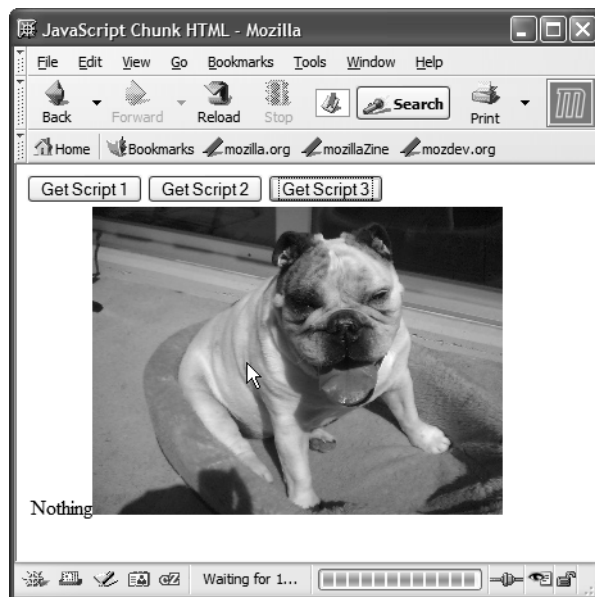 JavaScript Chunk HTML - Mozilla
File Edit View Go Bookmarks Tools Window Help
Back Forward Reload Stop Search Print
Home Bookmarks mozilla.org mozillaZine mozdev.org
Get Script 1 Get Script 2 Get Script 3
Nothing
Waiting for 1...